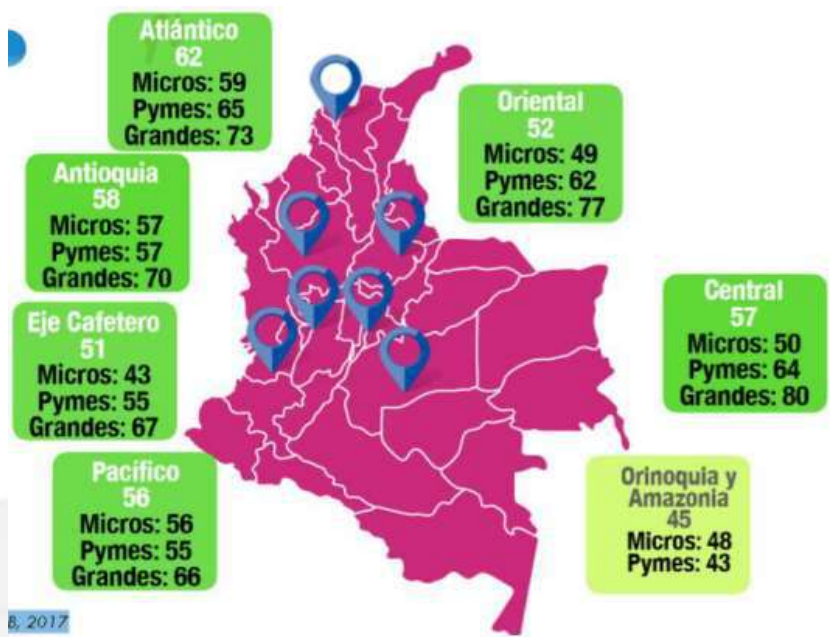 Atlántico
62
Micros: 59
Pymes: 65
Grandes: 73
Oriental
52
Micros: 49
Pymes: 62
Grandes: 77
Antioquia
58
Micros: 57
Pymes: 57
Grandes: 70
Central
57
Micros: 50
Pymes: 64
Grandes: 80
Eje Cafetero
51
Micros: 43
Pymes: 55
Grandes: 67
Pacífico
56
Micros: 56
Pymes: 55
Grandes: 66
Orinoquia y
Amazonia
45
Micros: 48
Pymes: 43
B, 2017